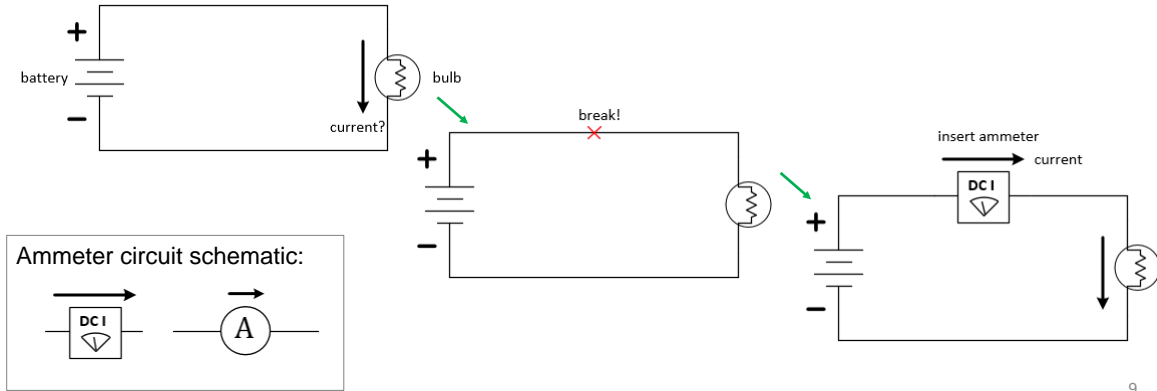 +
battery
−
current?
bulb
break!
+
−
insert ammeter
current
DC I
+
−
Ammeter circuit schematic:
DC I
A
9